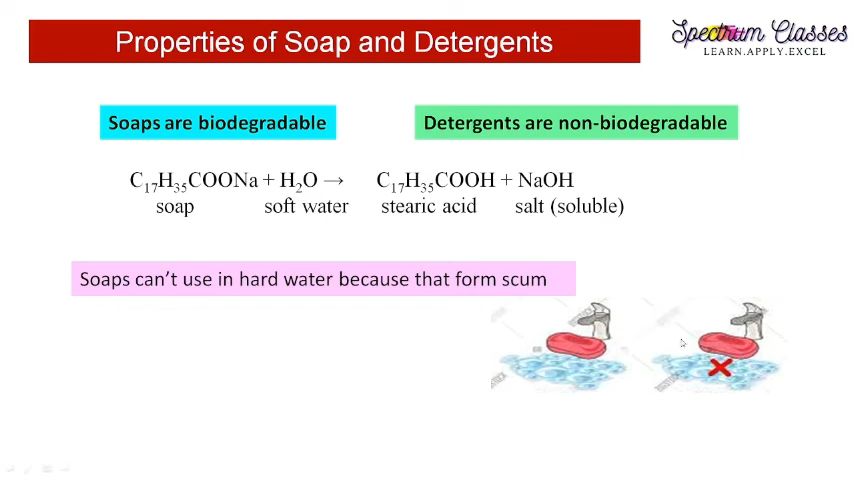 Properties of Soap and Detergents
Spectrum Classes
LEARN.APPLY.EXCEL
Soaps are biodegradable
Detergents are non-biodegradable
C₁₇H₃₅COONa + H₂O → C₁₇H₃₅COOH + NaOH
soap soft water stearic acid salt (soluble)
Soaps can’t use in hard water because that form scum